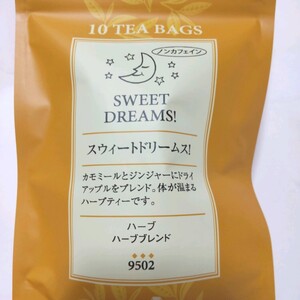 10 TEA BAGS
ノンカフェイン
SWEET
DREAMS!
スウィートドリームス!
カモミールとジンジャーにドライ
アップルをブレンド。体が温まる
ハーブティーです。
ハーブ
ハーブブレンド
9502